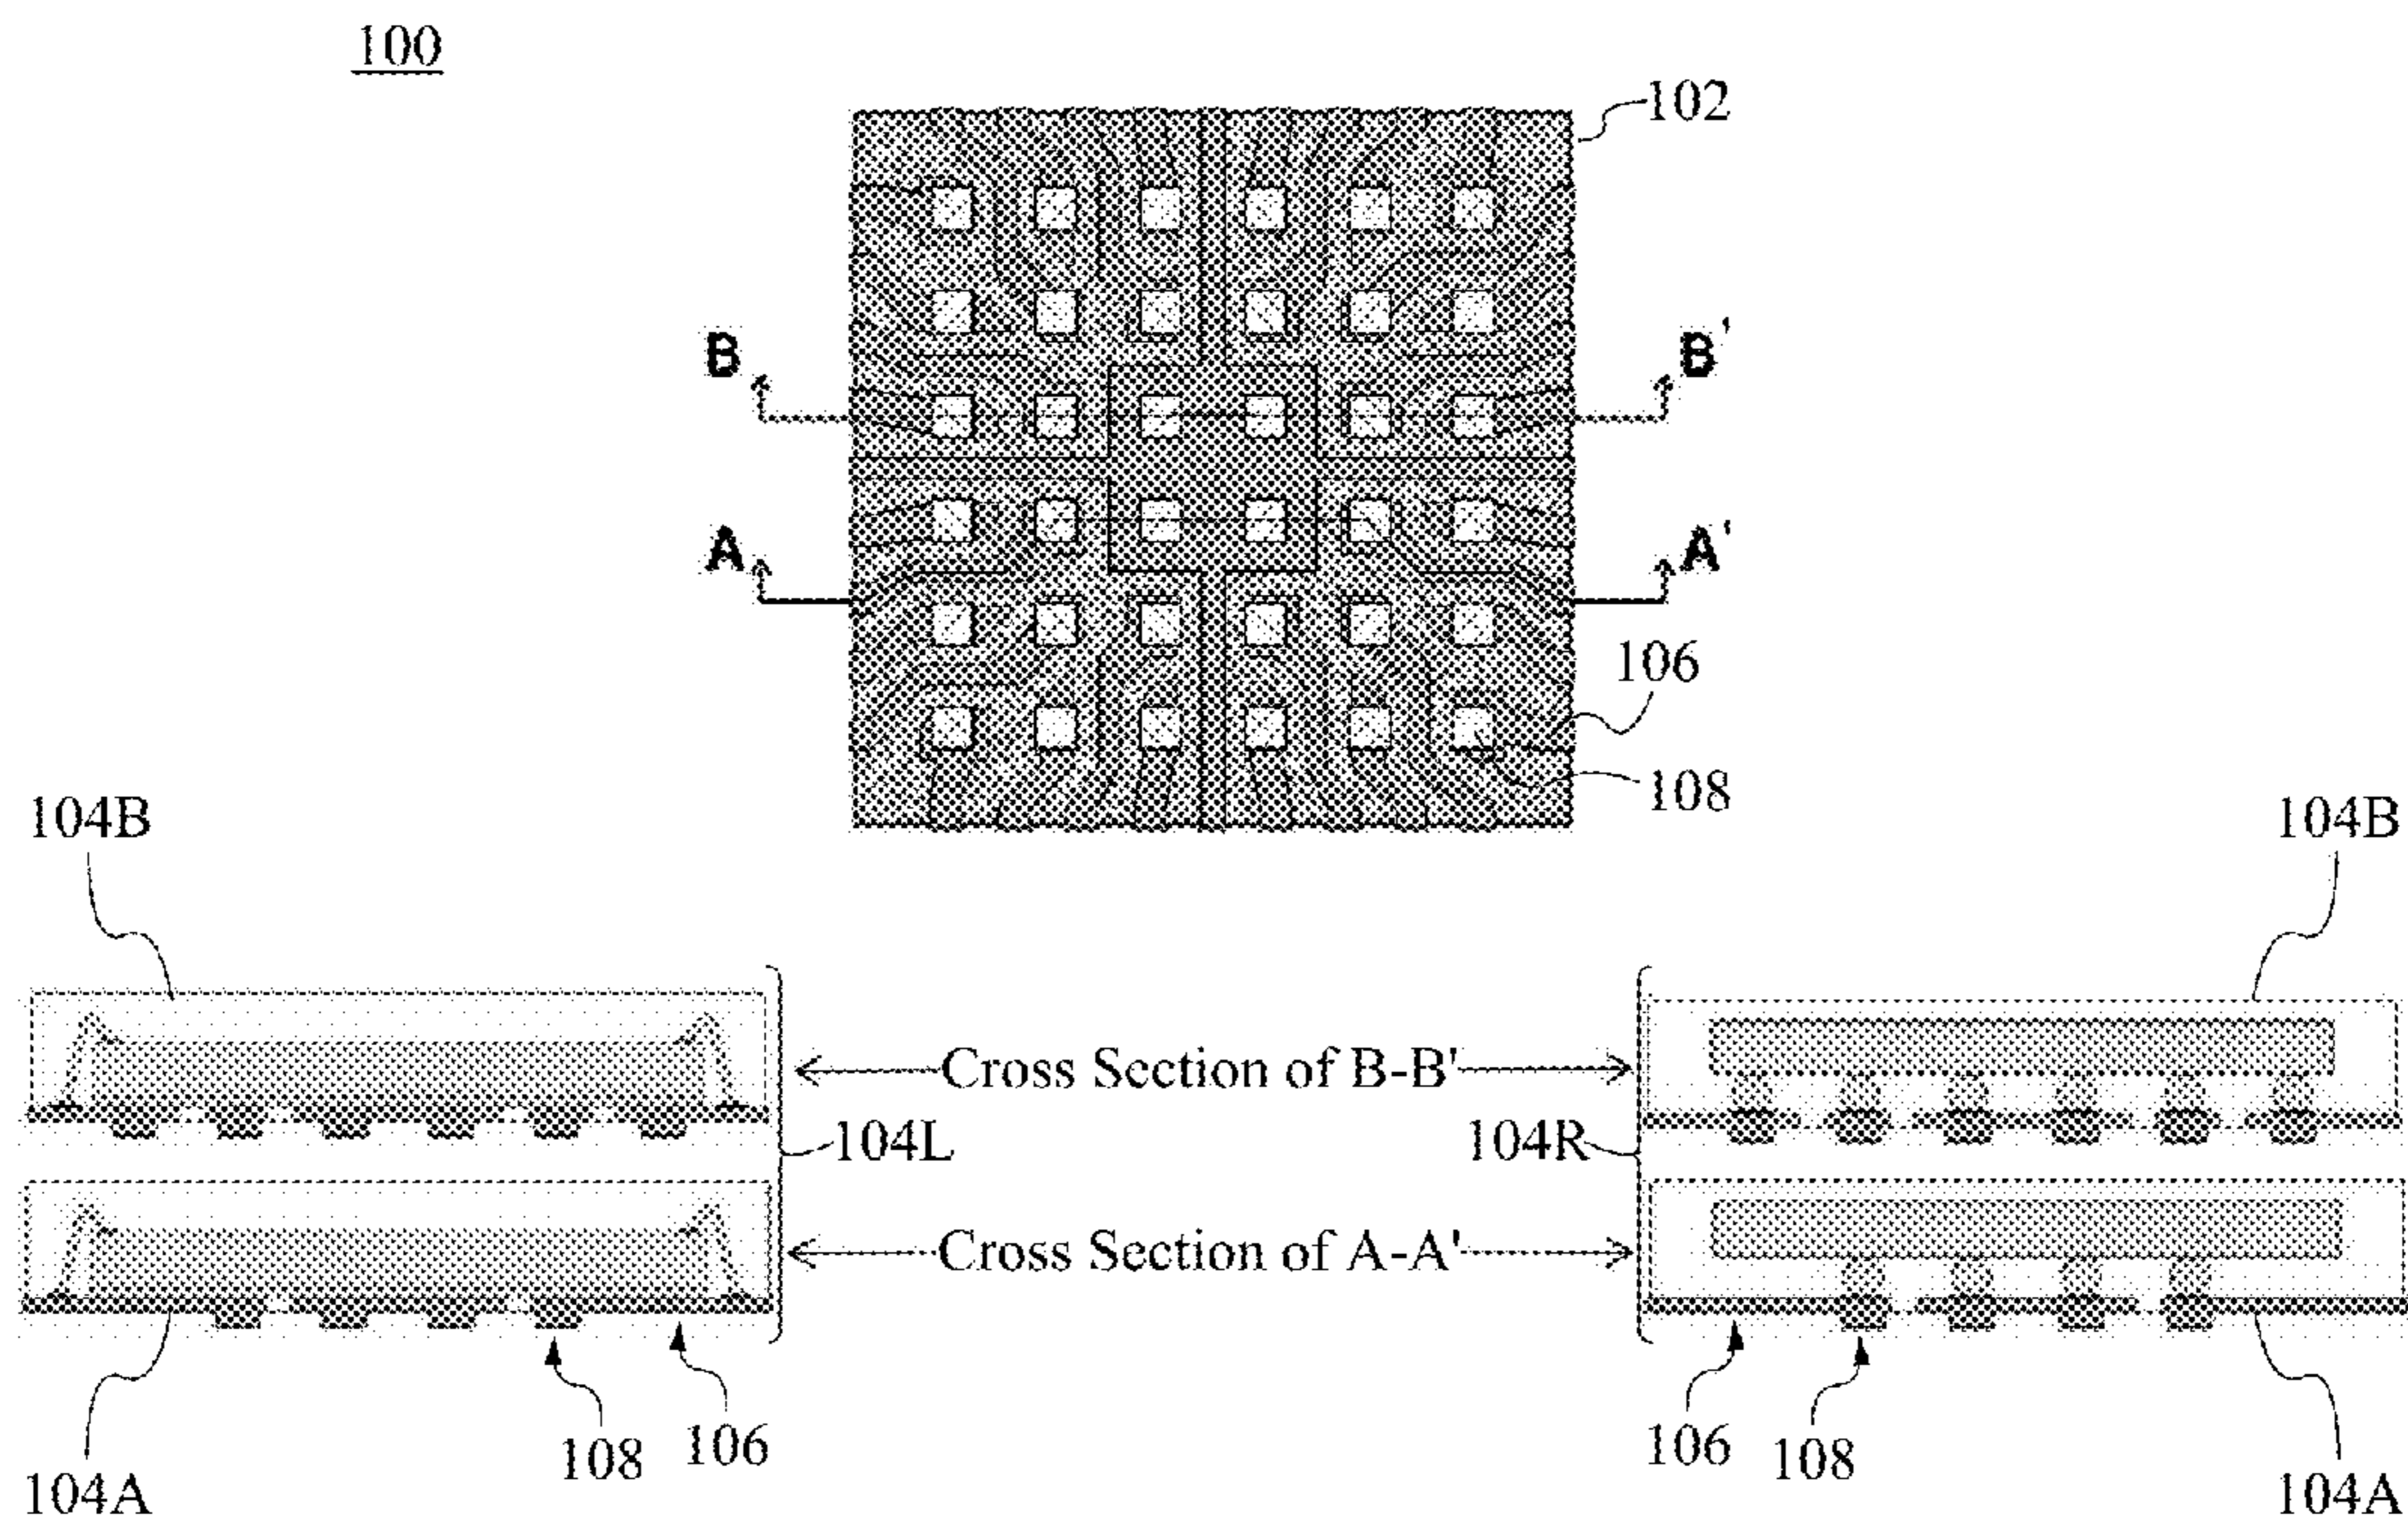 100
102
B B'
A A'
106
108
104B 104B
Cross Section of B-B'
104L 104R
Cross Section of A-A'
108 106 106 108
104A 104A